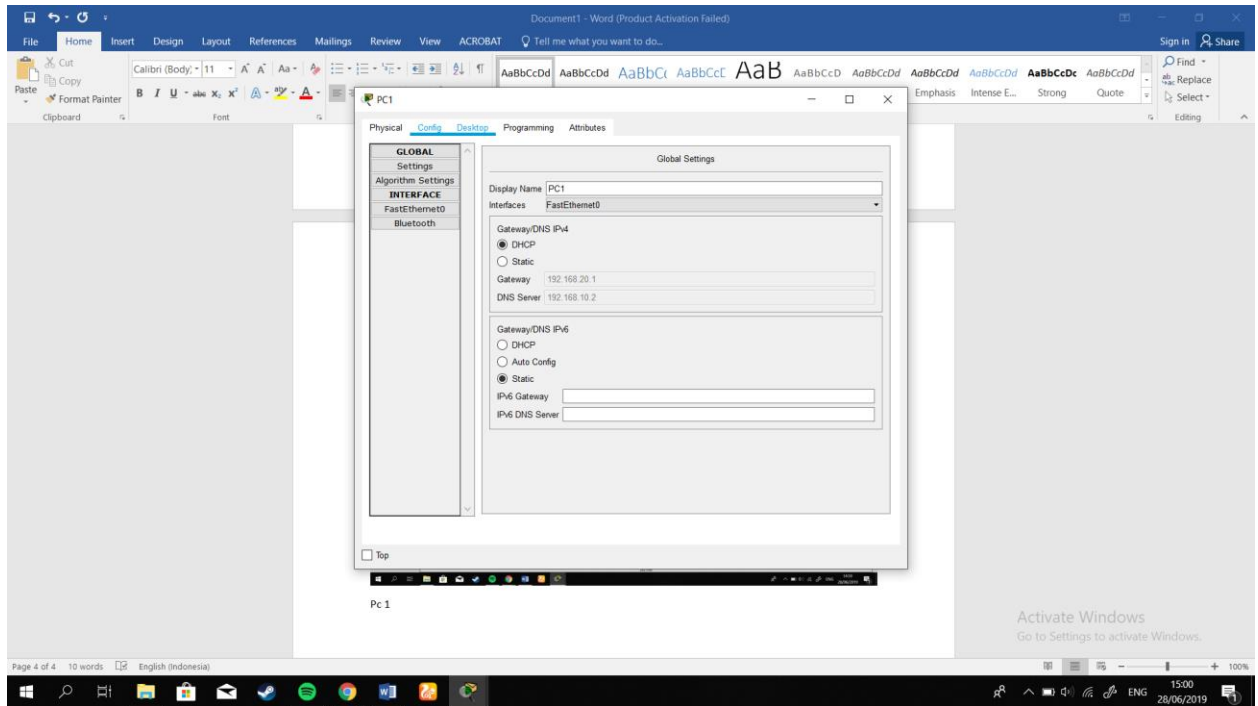 Document1 - Word (Product Activation Failed)
File Home Insert Design Layout References Mailings Review View ACROBAT Tell me what you want to do... Sign in Share
Paste
Cut
Copy
Format Painter
Clipboard
Calibri (Body) 11
Font
AaBbCcDd AaBbCcDd AaBbCc AaBbCcE AaB AaBbCcD AaBbCcDd AaBbCcDd AaBbCcDd AaBbCcDc AaBbCcDd
Emphasis Intense E... Strong Quote
Find
Replace
Select
Editing
PC1
Physical Config Desktop Programming Attributes
GLOBAL
Settings
Algorithm Settings
INTERFACE
FastEthernet0
Bluetooth
Global Settings
Display Name PC1
Interfaces FastEthernet0
Gateway/DNS IPv4
DHCP
Static
Gateway 192.168.20.1
DNS Server 192.168.10.2
Gateway/DNS IPv6
DHCP
Auto Config
Static
IPv6 Gateway
IPv6 DNS Server
Top
Pc 1
Activate Windows
Go to Settings to activate Windows.
Page 4 of 4 10 words English (Indonesia) 100%
ENG
15:00
28/06/2019